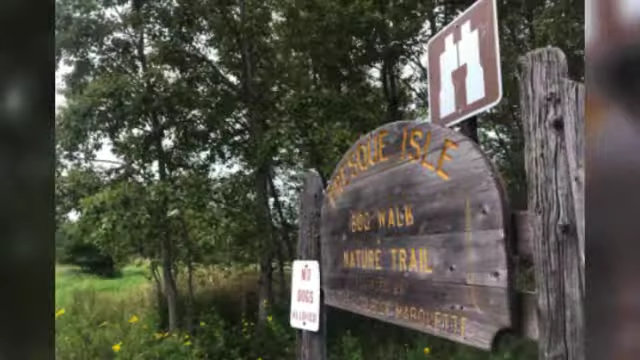 PRESQUE ISLE
BOG WALK
NATURE TRAIL
MARQUETTE
NO
DOGS
ALLOWED